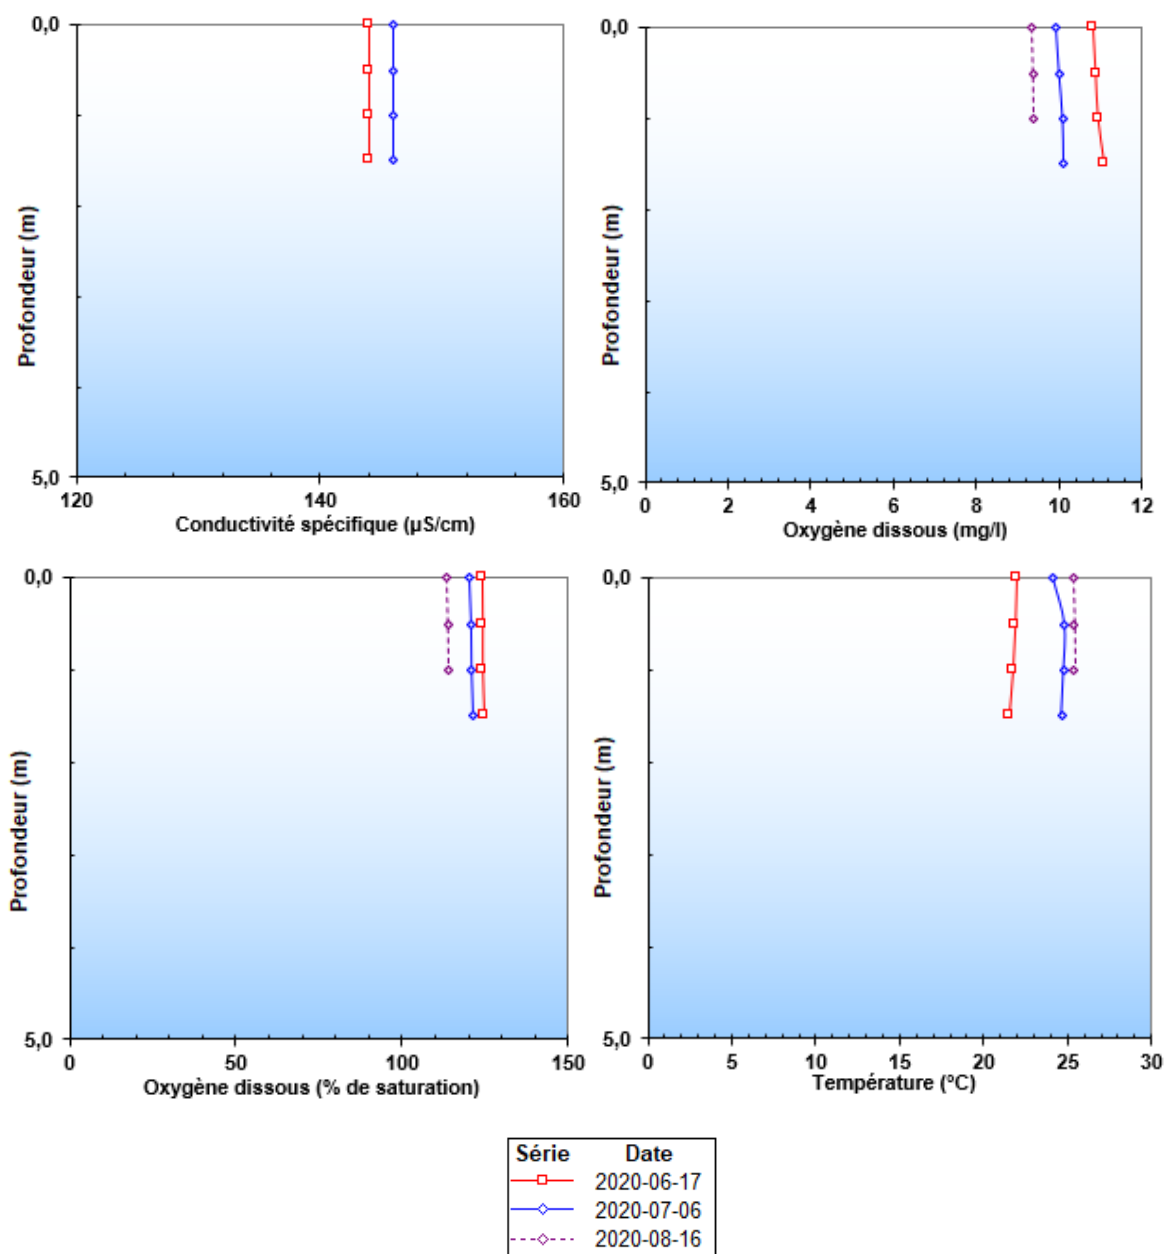 0,0
Profondeur (m)
5,0
120 140 160
Conductivité spécifique (µS/cm)
0,0
Profondeur (m)
5,0
0 2 4 6 8 10 12
Oxygène dissous (mg/l)
0,0
Profondeur (m)
5,0
0 50 100 150
Oxygène dissous (% de saturation)
0,0
Profondeur (m)
5,0
0 5 10 15 20 25 30
Température (°C)
Série Date
2020-06-17
2020-07-06
2020-08-16